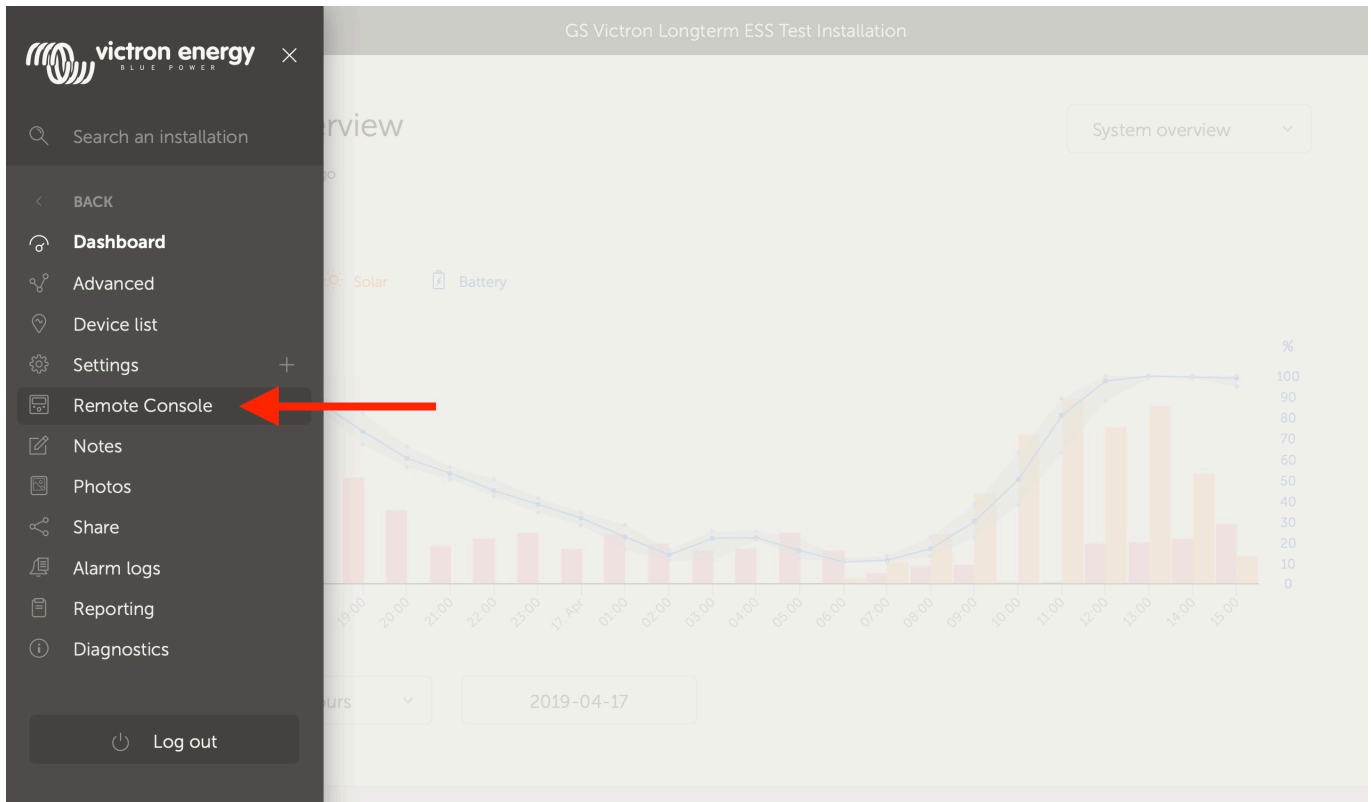 GS Victron Longterm ESS Test Installation
victron energy
BLUE POWER
Search an installation
BACK
Dashboard
Advanced
Device list
Settings
Remote Console
Notes
Photos
Share
Alarm logs
Reporting
Diagnostics
Log out
rview
System overview
go
Solar
Battery
%
100
90
80
70
60
50
40
30
20
10
0
19:00
20:00
21:00
22:00
23:00
17. Apr
01:00
02:00
03:00
04:00
05:00
06:00
07:00
08:00
09:00
10:00
11:00
12:00
13:00
14:00
15:00
urs
2019-04-17